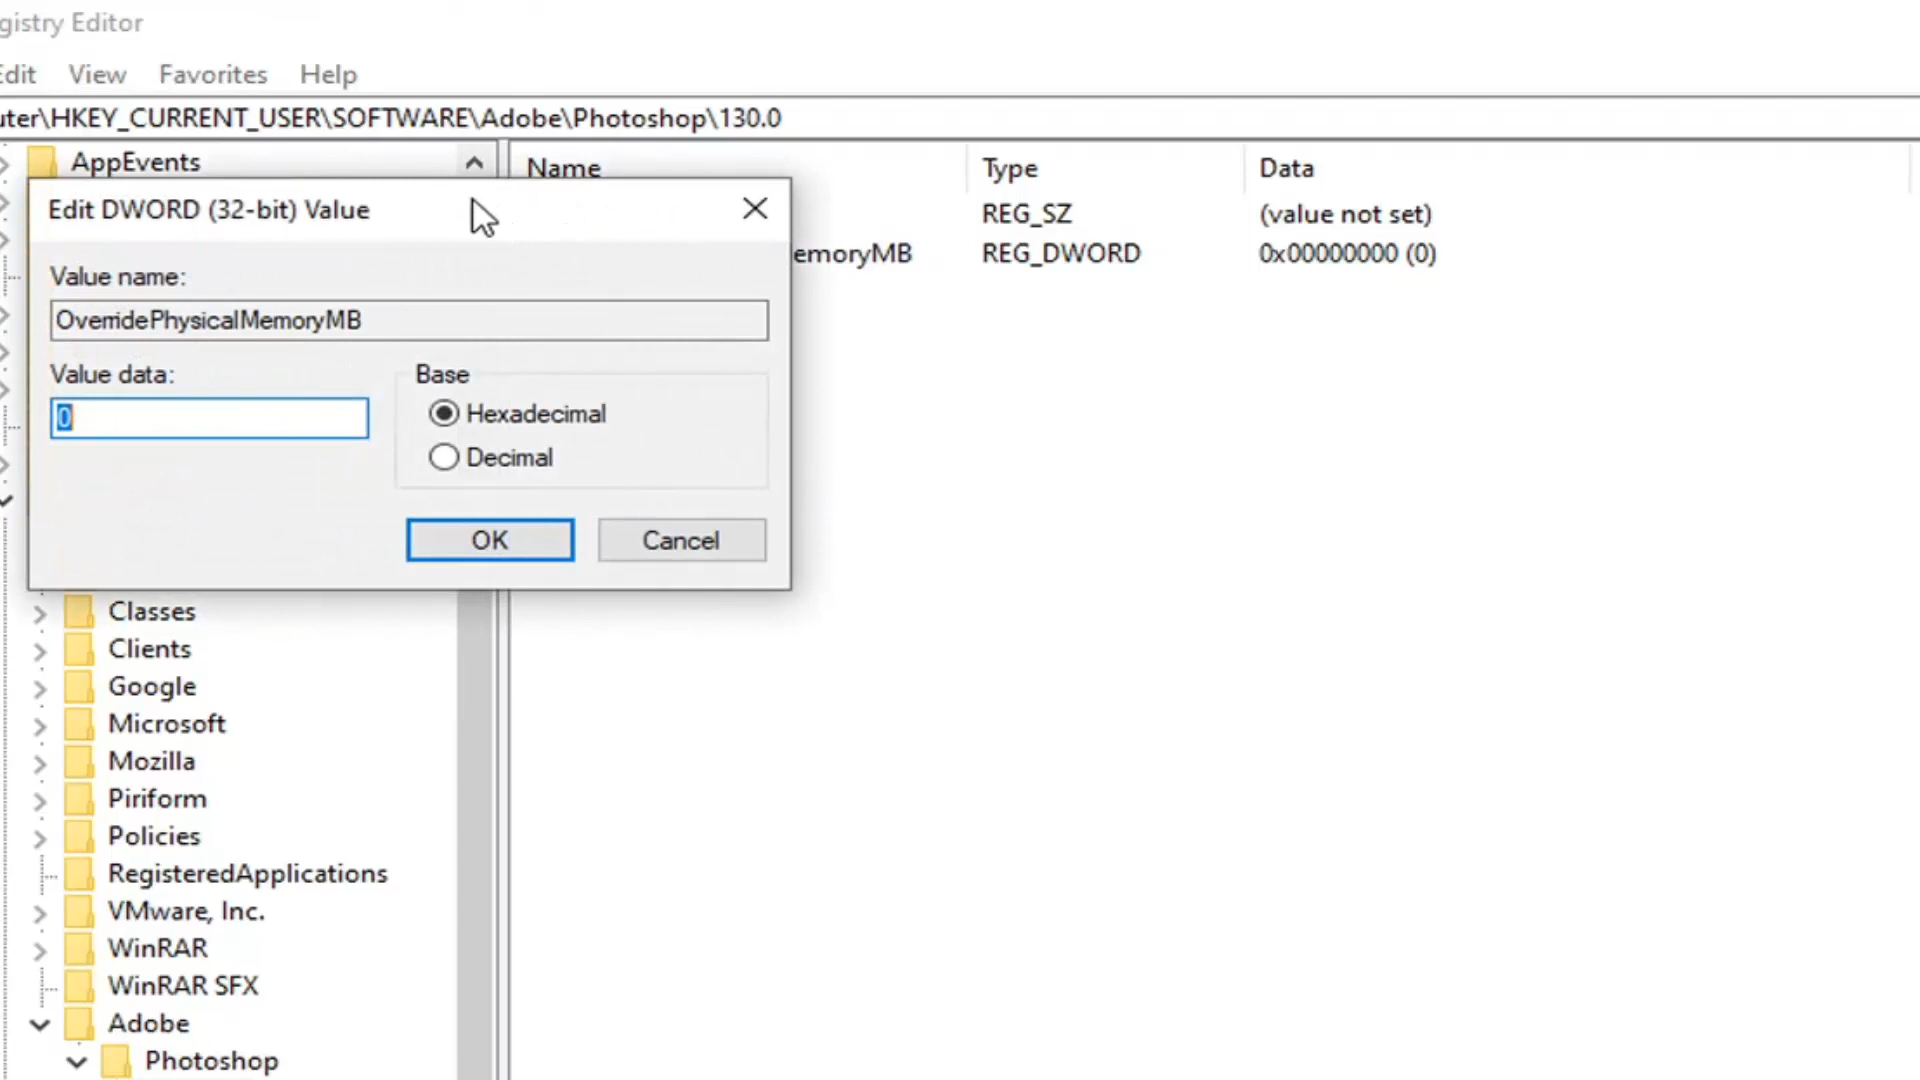 gistry Editor
Edit View Favorites Help
uter\HKEY_CURRENT_USER\SOFTWARE\Adobe\Photoshop\130.0
AppEvents
Name Type Data
REG_SZ (value not set)
emoryMB REG_DWORD 0x00000000 (0)
Edit DWORD (32-bit) Value
Value name:
OverridePhysicalMemoryMB
Value data:
0
Base
Hexadecimal
Decimal
OK Cancel
Classes
Clients
Google
Microsoft
Mozilla
Piriform
Policies
RegisteredApplications
VMware, Inc.
WinRAR
WinRAR SFX
Adobe
Photoshop